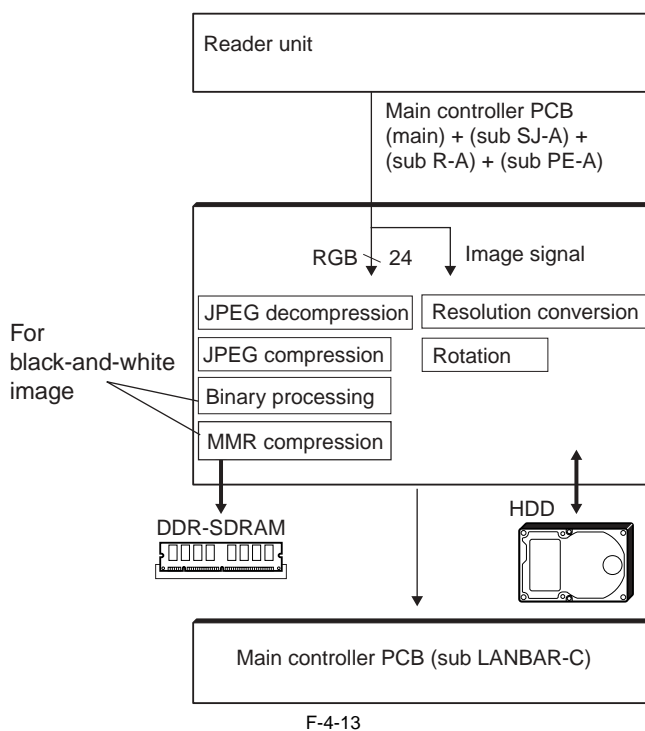 Reader unit
Main controller PCB
(main) + (sub SJ-A) +
(sub R-A) + (sub PE-A)
RGB 24
Image signal
JPEG decompression
Resolution conversion
For
black-and-white
image
JPEG compression
Rotation
Binary processing
MMR compression
DDR-SDRAM
HDD
Main controller PCB (sub LANBAR-C)
F-4-13